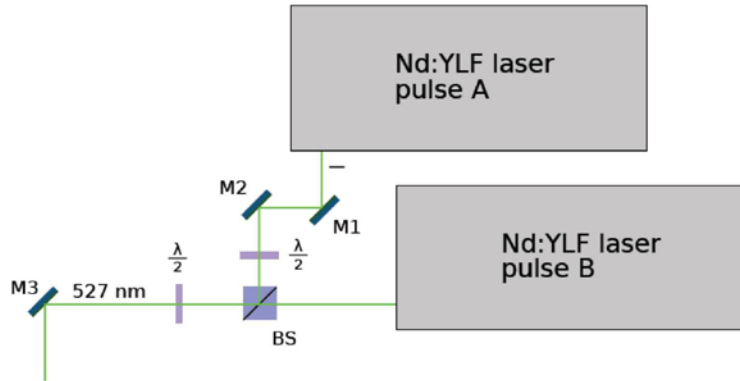 Nd:YLF laser
pulse A
M2
M1
λ/2
λ/2
Nd:YLF laser
pulse B
M3
527 nm
BS